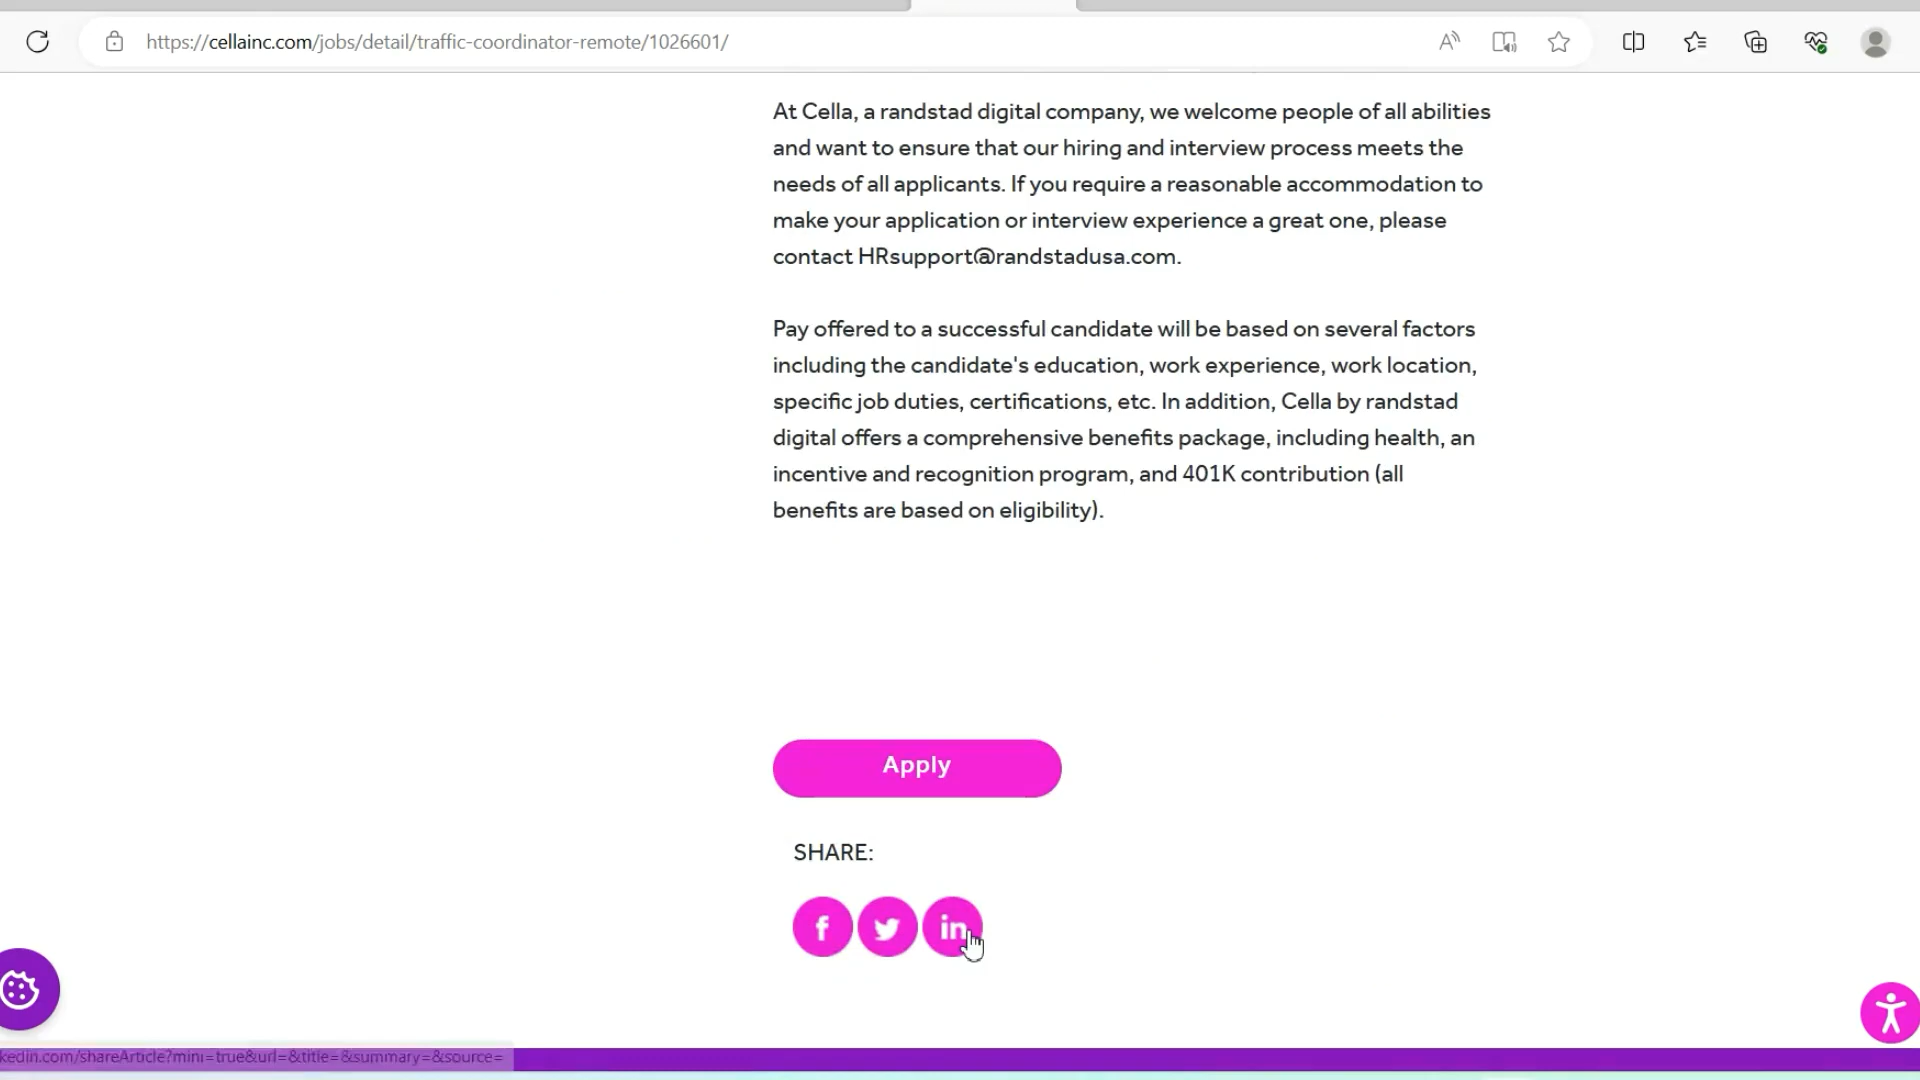 https://cellainc.com/jobs/detail/traffic-coordinator-remote/1026601/
At Cella, a randstad digital company, we welcome people of all abilities
and want to ensure that our hiring and interview process meets the
needs of all applicants. If you require a reasonable accommodation to
make your application or interview experience a great one, please
contact HRsupport@randstadusa.com.
Pay offered to a successful candidate will be based on several factors
including the candidate's education, work experience, work location,
specific job duties, certifications, etc. In addition, Cella by randstad
digital offers a comprehensive benefits package, including health, an
incentive and recognition program, and 401K contribution (all
benefits are based on eligibility).
Apply
SHARE:
f
in
kedin.com/shareArticle?mini=true&url=&title=&summary=&source=